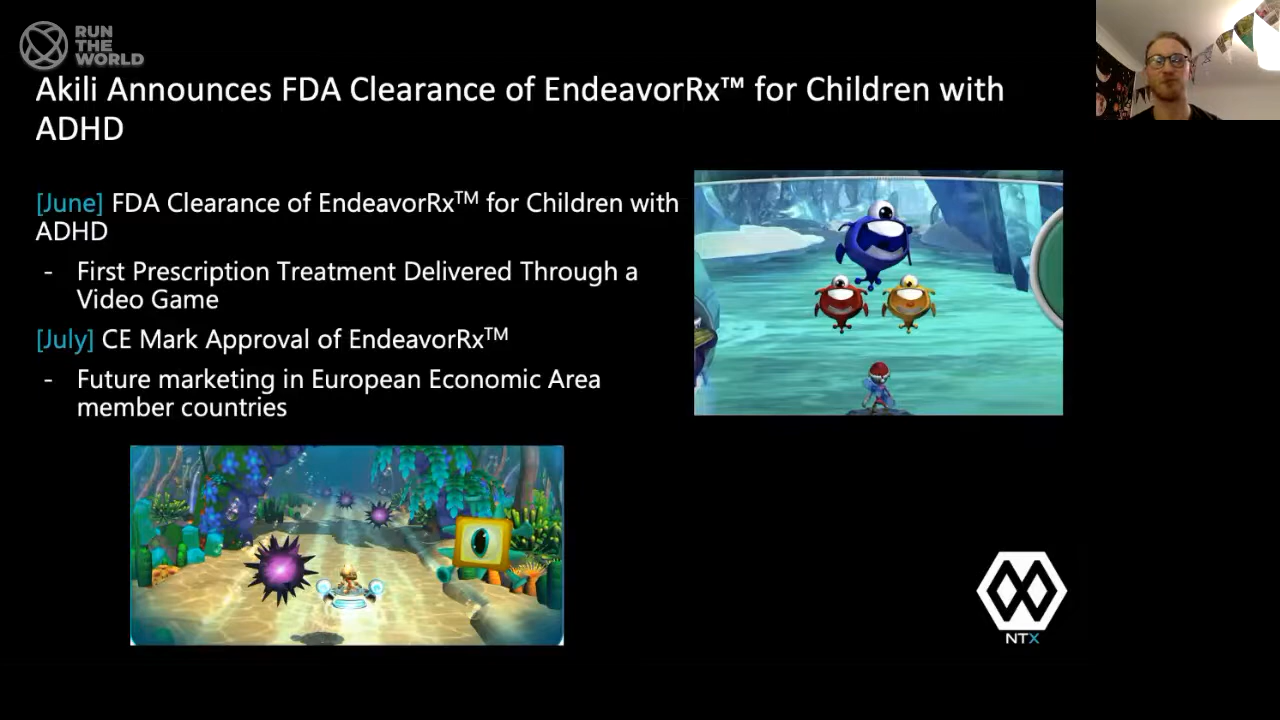 RUN
THE
WORLD
Akili Announces FDA Clearance of EndeavorRx™ for Children with
ADHD
[June] FDA Clearance of EndeavorRx™ for Children with
ADHD
- First Prescription Treatment Delivered Through a
Video Game
[July] CE Mark Approval of EndeavorRx™
- Future marketing in European Economic Area
member countries
NTX